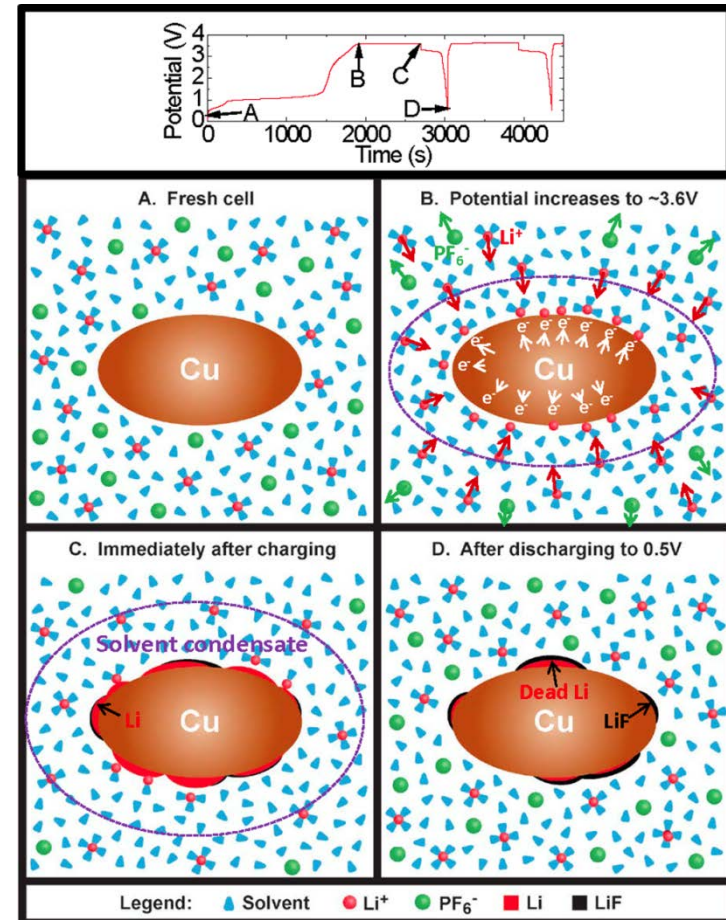 Potential (V)
4
3
2
1
0
A
B
C
D
0 1000 2000 3000 4000
Time (s)
A. Fresh cell
Cu
B. Potential increases to ~3.6V
Li+
PF6-
e- e- e- e- e- e- e-
e-
Cu
e- e- e- e- e-
C. Immediately after charging
Solvent condensate
Li
Cu
D. After discharging to 0.5V
Dead Li
Cu
LiF
Legend: Solvent Li+ PF6- Li LiF